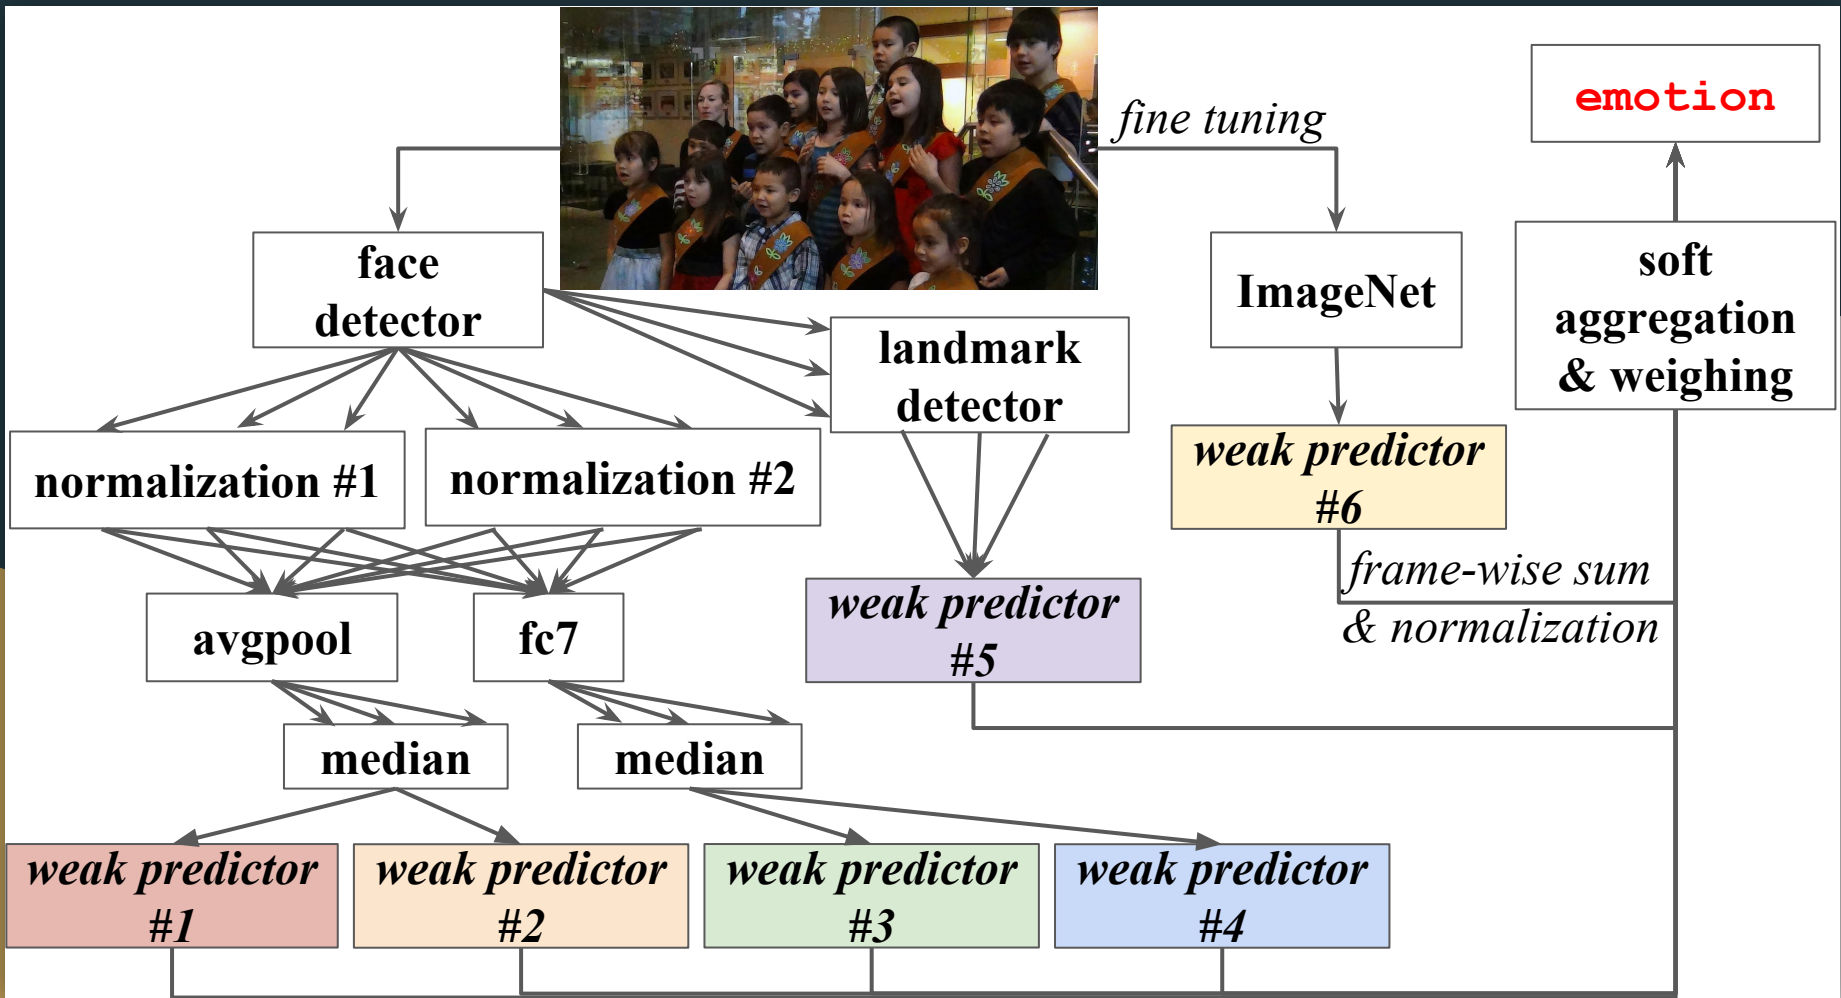 fine tuning
emotion
face
detector
ImageNet
soft
aggregation
& weighing
landmark
detector
normalization #1
normalization #2
weak predictor
#6
frame-wise sum
& normalization
avgpool
fc7
weak predictor
#5
median
median
weak predictor
#1
weak predictor
#2
weak predictor
#3
weak predictor
#4